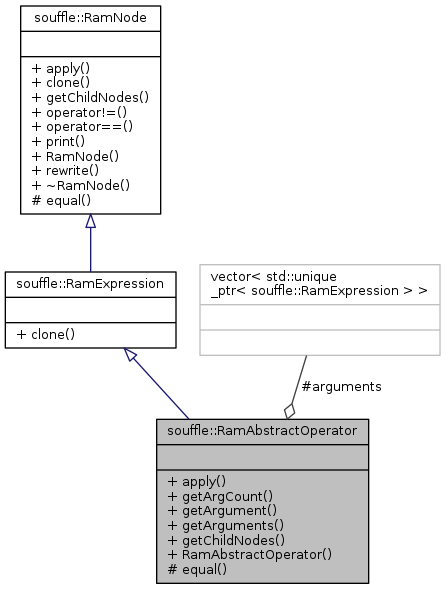 souffle::RamNode
+ apply()
+ clone()
+ getChildNodes()
+ operator!=()
+ operator==()
+ print()
+ RamNode()
+ rewrite()
+ ~RamNode()
# equal()
souffle::RamExpression
+ clone()
vector< std::unique
_ptr< souffle::RamExpression > >
#arguments
souffle::RamAbstractOperator
+ apply()
+ getArgCount()
+ getArgument()
+ getArguments()
+ getChildNodes()
+ RamAbstractOperator()
# equal()